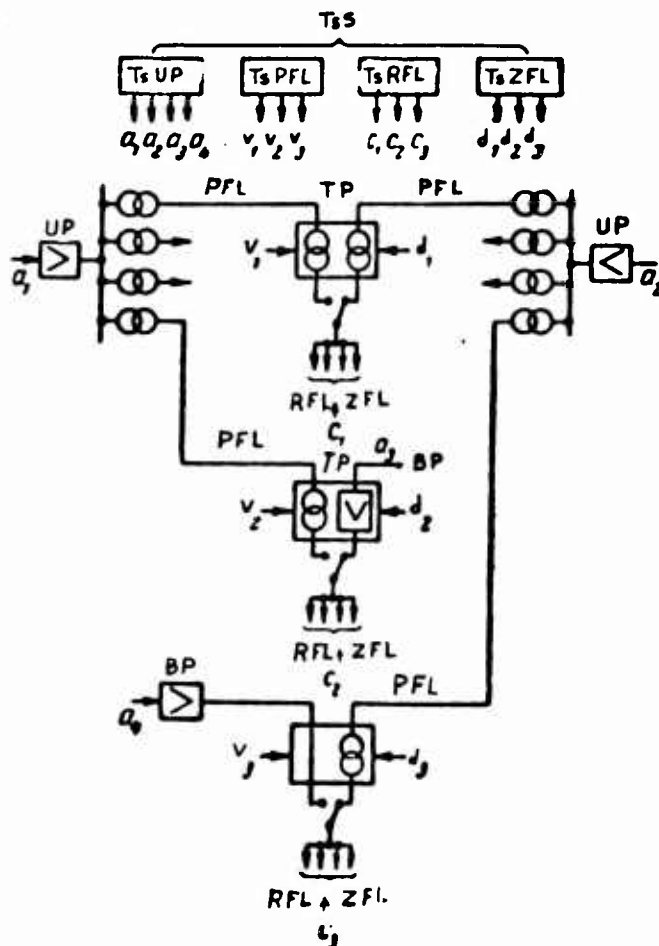 TsS
Ts UP Ts PFL Ts RFL Ts ZFL
a₁ a₂ a₃ a₄ v₁ v₂ v₃ c₁ c₂ c₃ d₁ d₂ d₃
PFL TP PFL
UP UP
a₁ v₁ d₁ a₂
RFL ZFL
c₁
PFL TP a₃ BP
v₂ d₂
RFL ZFL
c₂
BP PFL
a₄
v₃ d₃
RFL ZFL